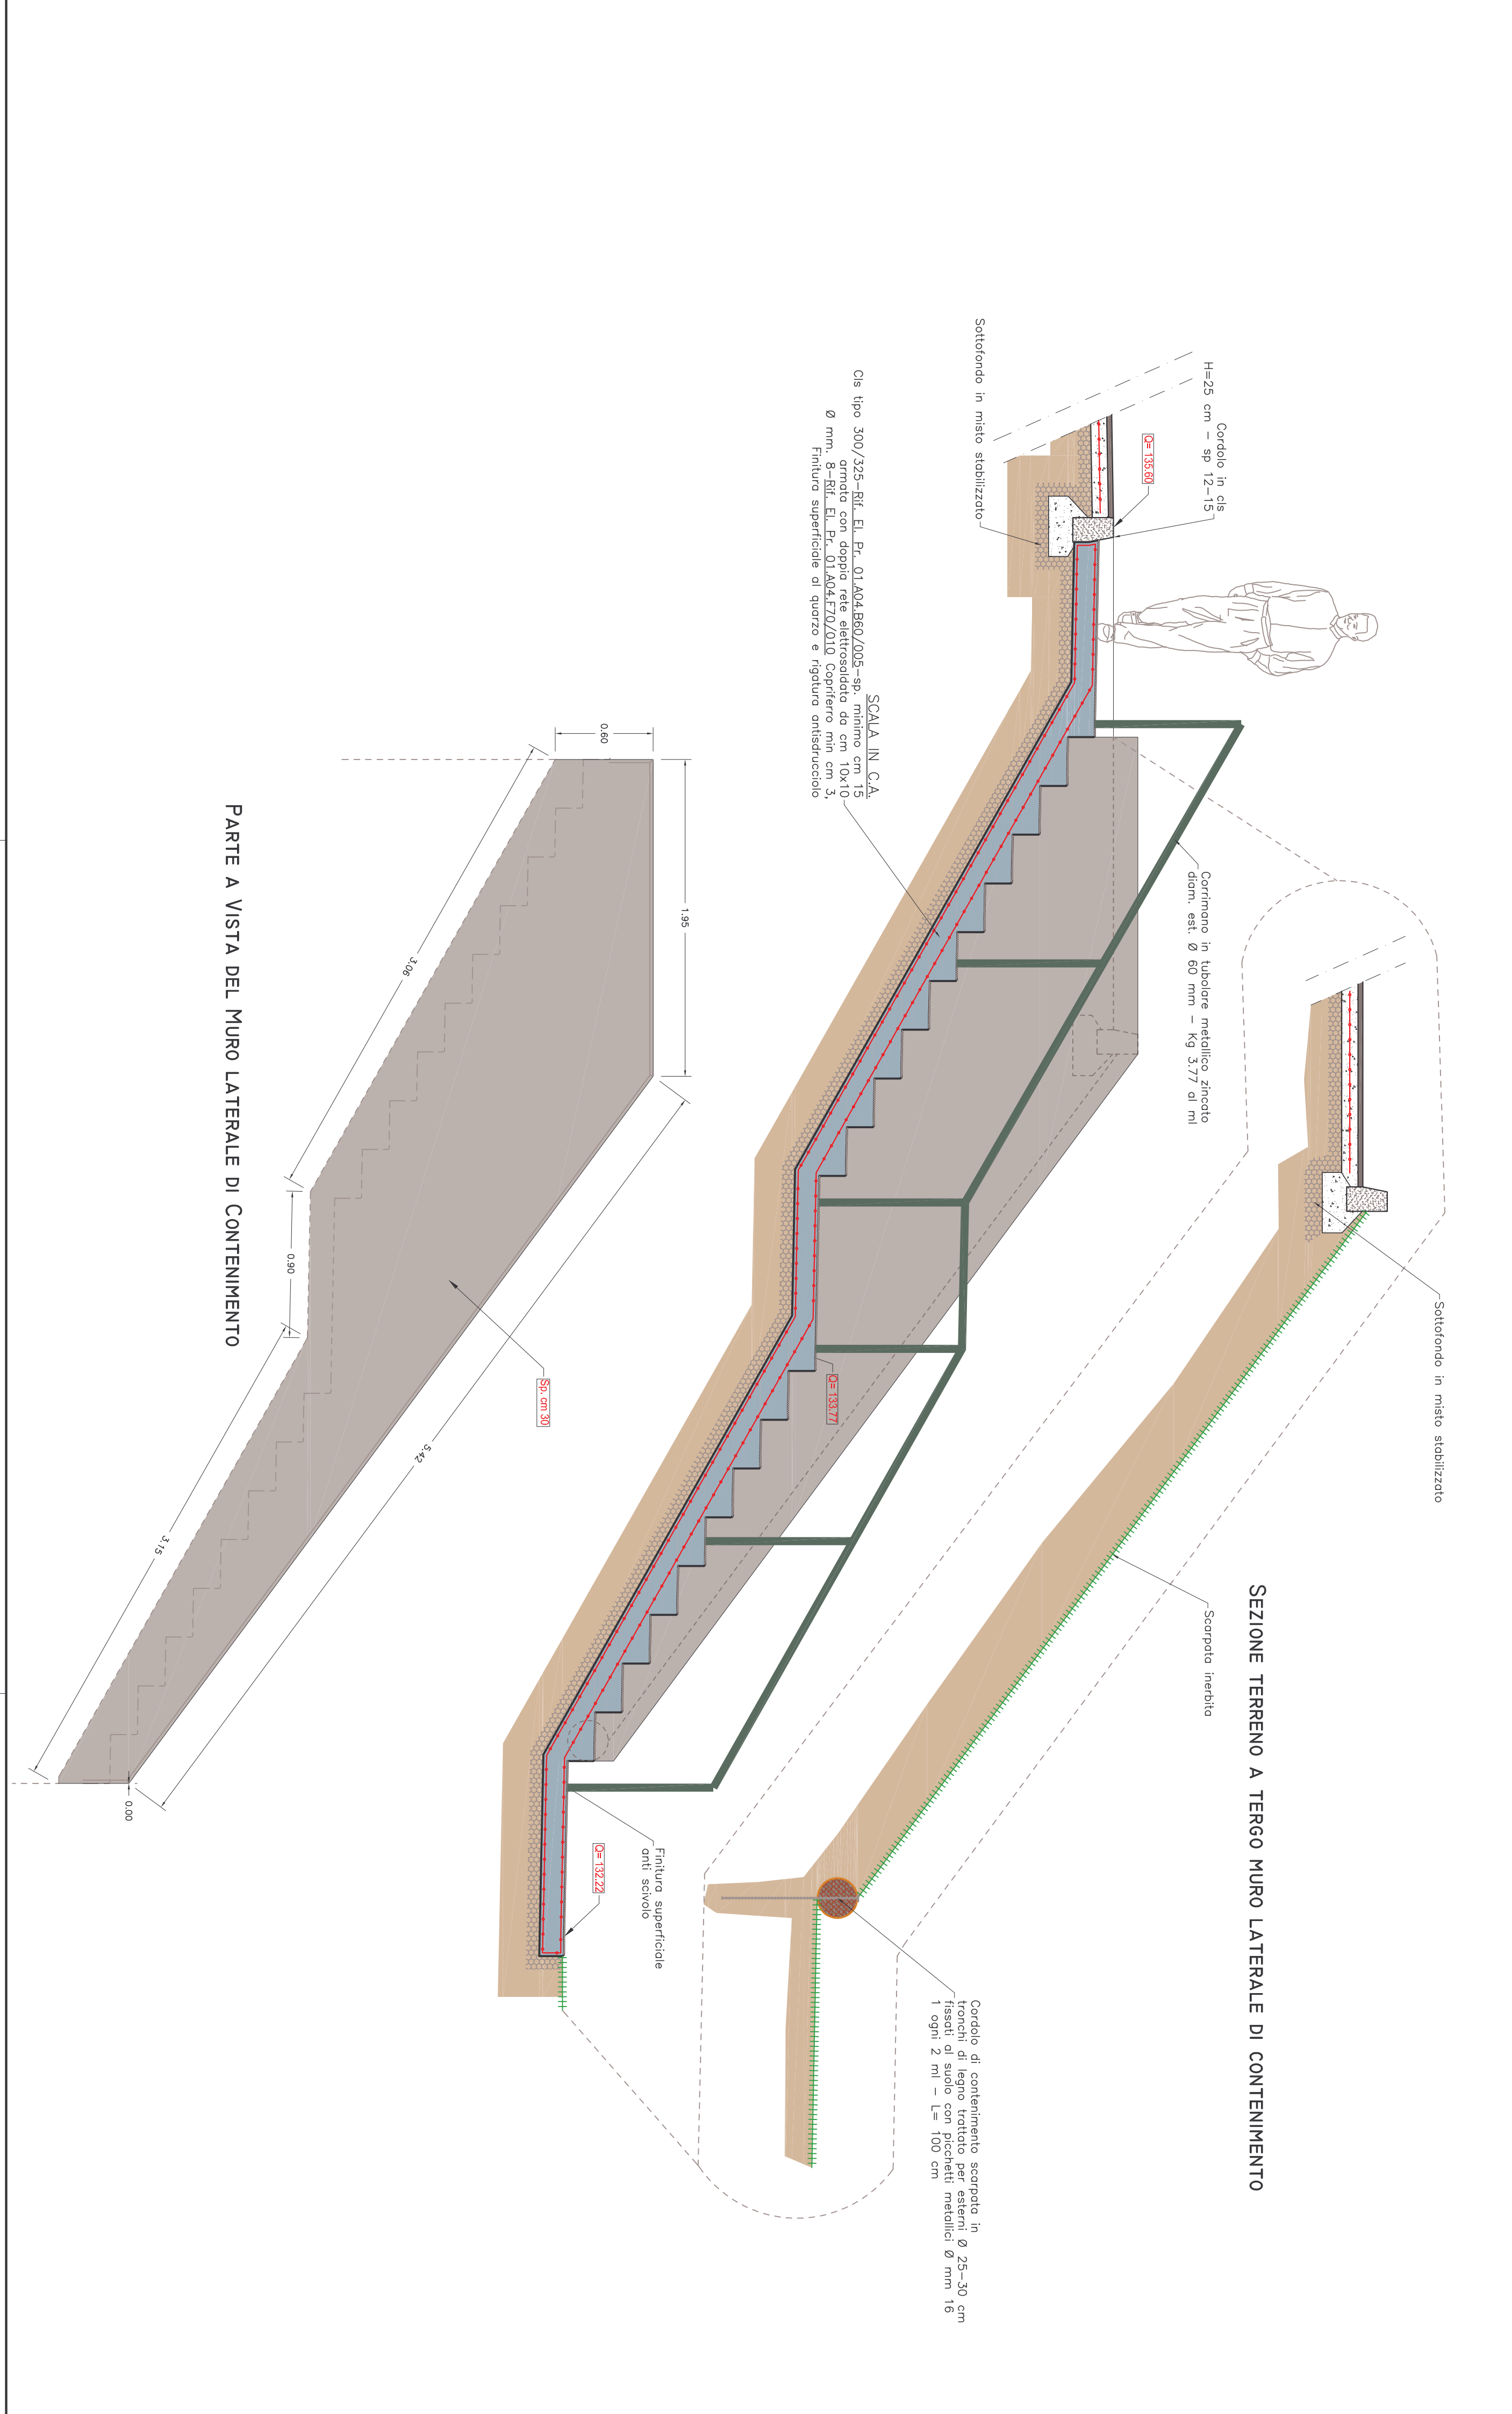 SEZIONE TERRENO A TERGO MURO LATERALE DI CONTENIMENTO
Sottofondo in misto stabilizzato
Scarpata inerbita
Cordolo in cls
H=25 cm - sp 12-15
Q= 135.60
Corrimano in tubolare metallico zincato
diam. est. Ø 60 mm - Kg 3.77 al ml
Sottofondo in misto stabilizzato
Cordolo di contenimento scarpata in
tronchi di legno trattato per esterni Ø 25-30 cm
fissati al suolo con picchetti metallici Ø mm 16
1 ogni 2 ml - L= 100 cm
SCALA IN C.A.
Cls tipo 300/325-Rif. El. Pr. 01.A04.B60/005-sp. minimo cm 15
armata con doppia rete elettrosaldata da cm 10x10
Ø mm. 8-Rif. El. Pr. 01.A04.F70/010 Copriferro min cm 3,
Finitura superficiale al quarzo e rigatura antisdrucciolo
Q= 133.77
Finitura superficiale
anti scivolo
Q= 132.22
1.95
0.60
Sp. cm 30
3.06
5.42
0.90
3.15
0.00
PARTE A VISTA DEL MURO LATERALE DI CONTENIMENTO